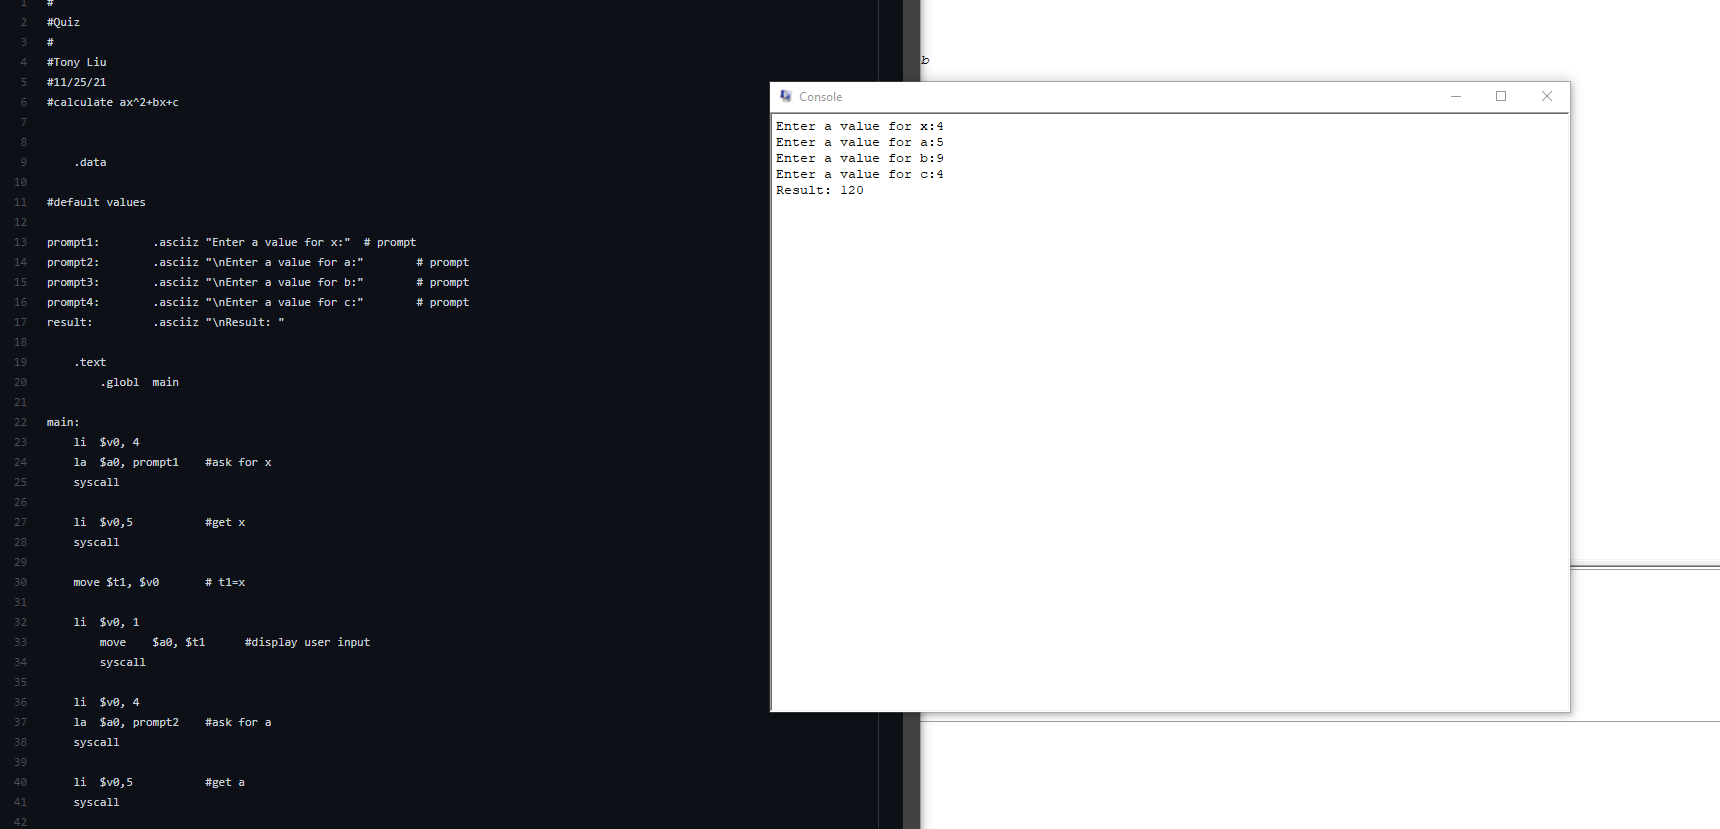 1 #
2 #Quiz
3 #
4 #Tony Liu
5 #11/25/21
6 #calculate ax^2+bx+c
7
8
9 .data
10
11 #default values
12
13 prompt1: .asciiz "Enter a value for x:" # prompt
14 prompt2: .asciiz "\nEnter a value for a:" # prompt
15 prompt3: .asciiz "\nEnter a value for b:" # prompt
16 prompt4: .asciiz "\nEnter a value for c:" # prompt
17 result: .asciiz "\nResult: "
18
19 .text
20 .globl main
21
22 main:
23 li $v0, 4
24 la $a0, prompt1 #ask for x
25 syscall
26
27 li $v0,5 #get x
28 syscall
29
30 move $t1, $v0 # t1=x
31
32 li $v0, 1
33 move $a0, $t1 #display user input
34 syscall
35
36 li $v0, 4
37 la $a0, prompt2 #ask for a
38 syscall
39
40 li $v0,5 #get a
41 syscall
42
b
Console
Enter a value for x:4
Enter a value for a:5
Enter a value for b:9
Enter a value for c:4
Result: 120